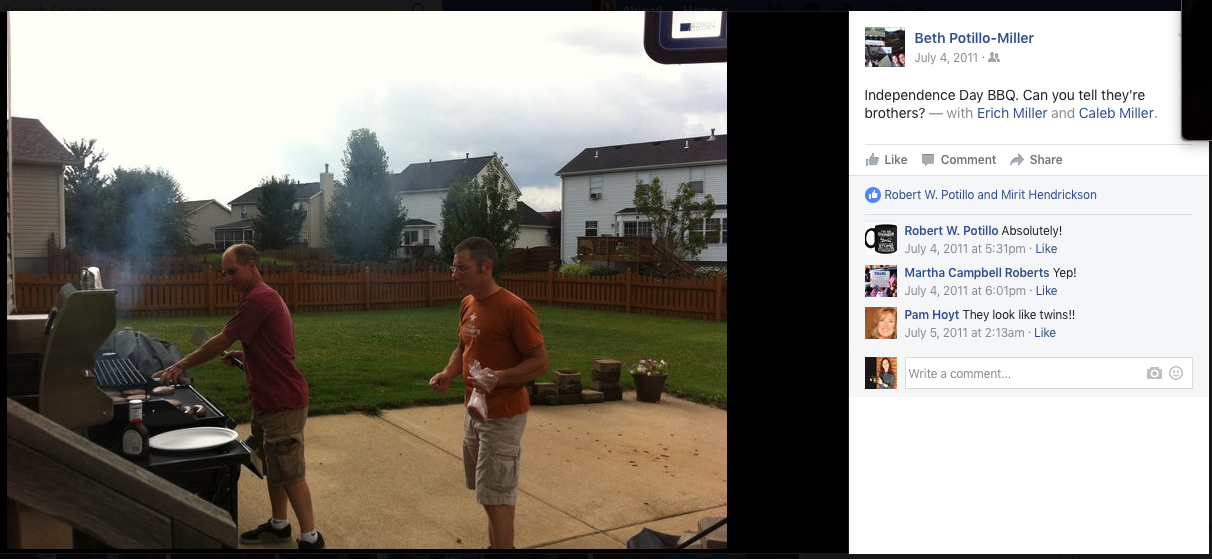 Beth Potillo-Miller
July 4, 2011 ·
Independence Day BBQ. Can you tell they're
brothers? — with Erich Miller and Caleb Miller.
Like Comment Share
Robert W. Potillo and Mirit Hendrickson
Robert W. Potillo Absolutely!
July 4, 2011 at 5:31pm · Like
Martha Campbell Roberts Yep!
July 4, 2011 at 6:01pm · Like
Pam Hoyt They look like twins!!
July 5, 2011 at 2:13am · Like
Write a comment...